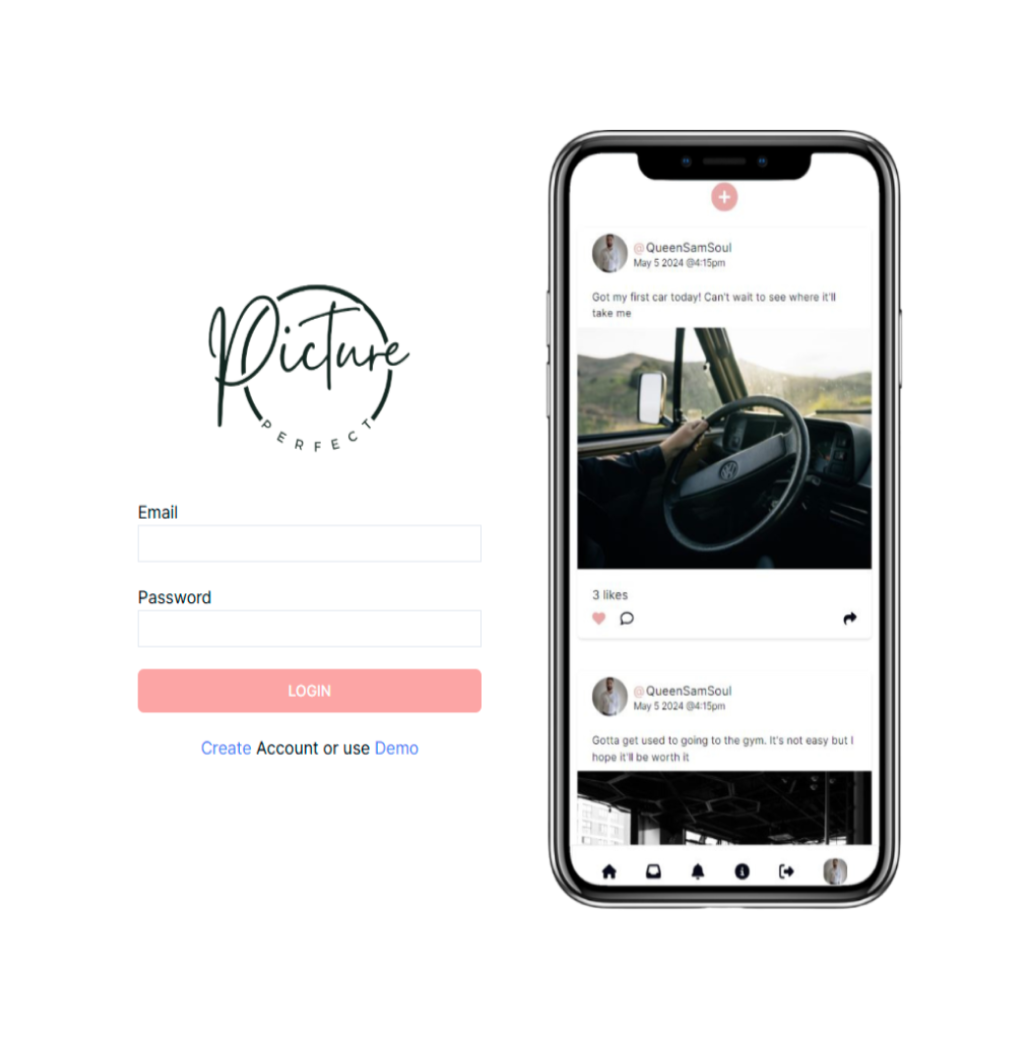 Picture
PERFECT
Email
Password
LOGIN
Create Account or use Demo
@QueenSamSoul
May 5 2024 @4:15pm
Got my first car today! Can't wait to see where it'll
take me
3 likes
@QueenSamSoul
May 5 2024 @4:15pm
Gotta get used to going to the gym. It's not easy but I
hope it'll be worth it